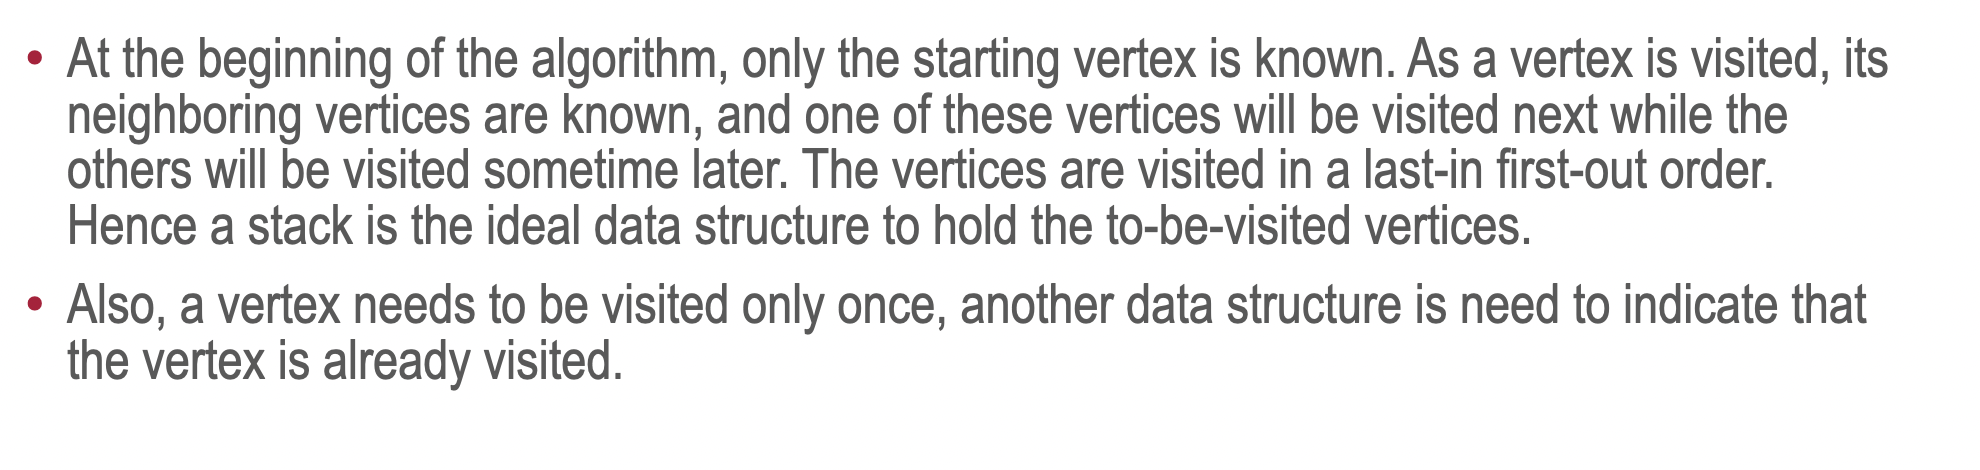 • At the beginning of the algorithm, only the starting vertex is known. As a vertex is visited, its
neighboring vertices are known, and one of these vertices will be visited next while the
others will be visited sometime later. The vertices are visited in a last-in first-out order.
Hence a stack is the ideal data structure to hold the to-be-visited vertices.
• Also, a vertex needs to be visited only once, another data structure is need to indicate that
the vertex is already visited.